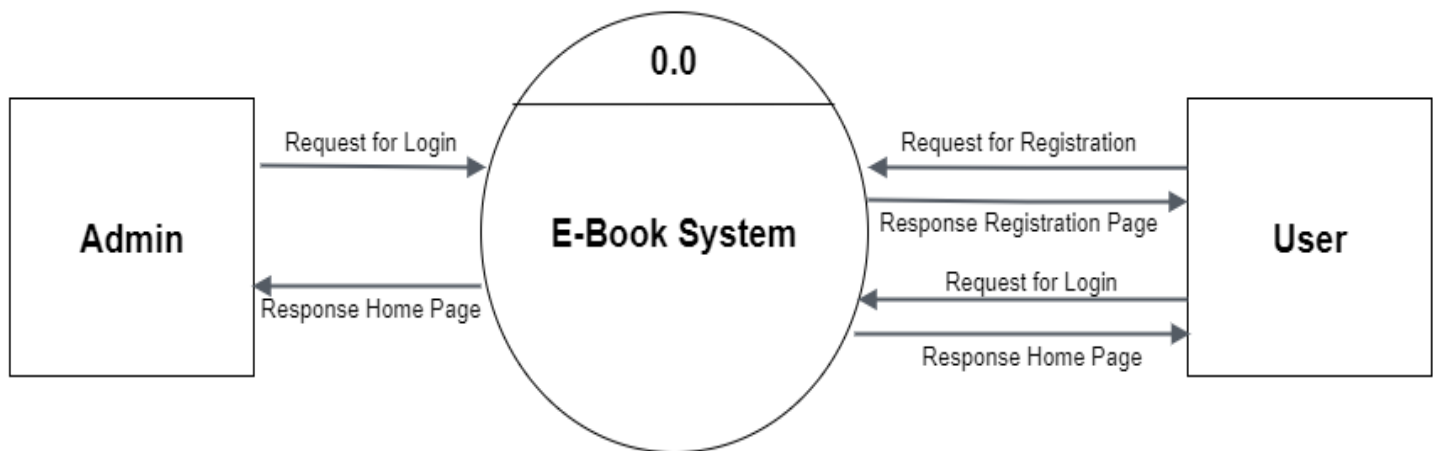 0.0
Request for Login
Request for Registration
Response Registration Page
Admin
E-Book System
User
Request for Login
Response Home Page
Response Home Page